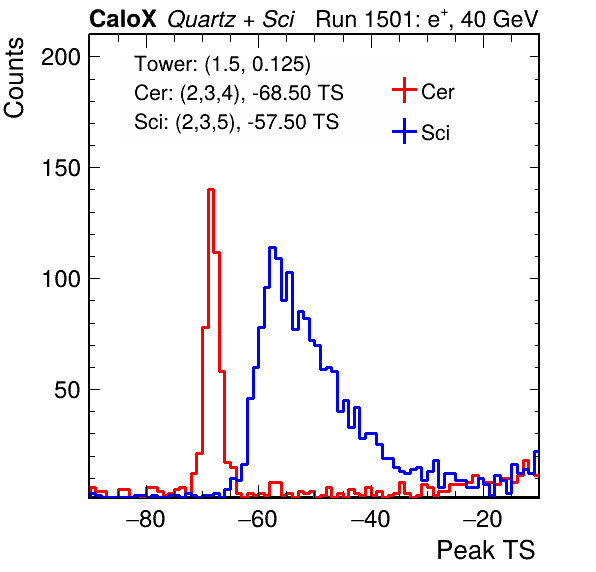 CaloX Quartz + Sci Run 1501: e⁺, 40 GeV
Counts
Tower: (1.5, 0.125)
Cer: (2,3,4), -68.50 TS
Sci: (2,3,5), -57.50 TS
Cer
Sci
200
150
100
50
−80 −60 −40 −20
Peak TS